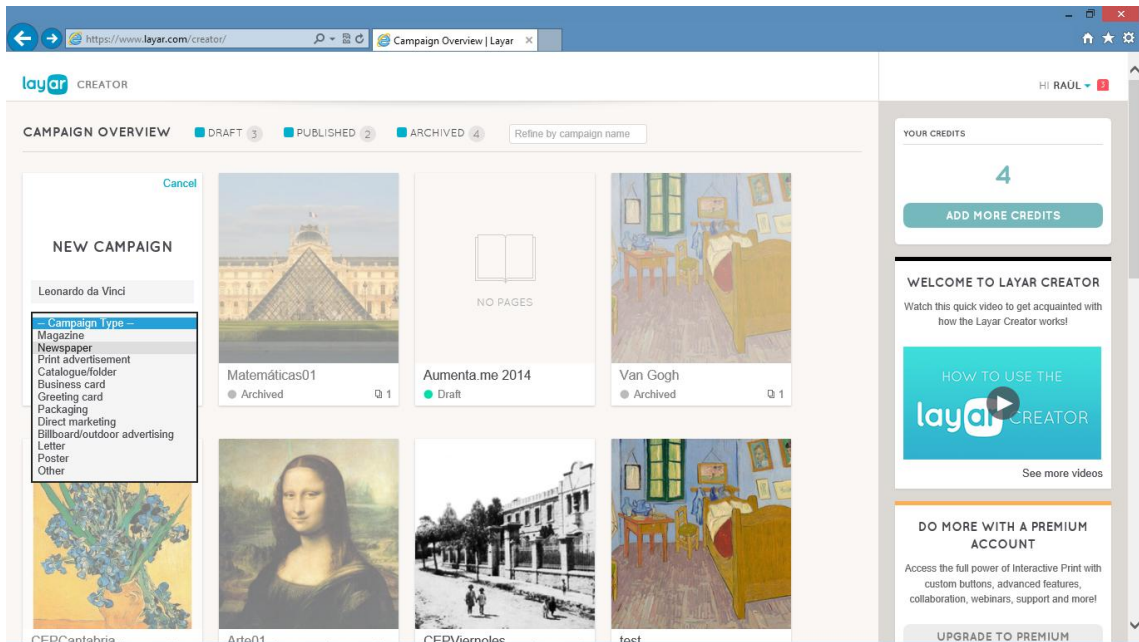 https://www.layar.com/creator/
Campaign Overview | Layar
layar CREATOR
HI RAÚL 3
CAMPAIGN OVERVIEW DRAFT 3 PUBLISHED 2 ARCHIVED 4 Refine by campaign name
Cancel
NEW CAMPAIGN
Leonardo da Vinci
-- Campaign Type --
Magazine
Newspaper
Print advertisement
Catalogue/folder
Business card
Greeting card
Packaging
Direct marketing
Billboard/outdoor advertising
Letter
Poster
Other
Matemáticas01
Archived 1
NO PAGES
Aumenta.me 2014
Draft
Van Gogh
Archived 1
CEPCantabria
Arte01
CEPViernoles
test
YOUR CREDITS
4
ADD MORE CREDITS
WELCOME TO LAYAR CREATOR
Watch this quick video to get acquainted with
how the Layar Creator works!
HOW TO USE THE
layar CREATOR
See more videos
DO MORE WITH A PREMIUM
ACCOUNT
Access the full power of Interactive Print with
custom buttons, advanced features,
collaboration, webinars, support and more!
UPGRADE TO PREMIUM